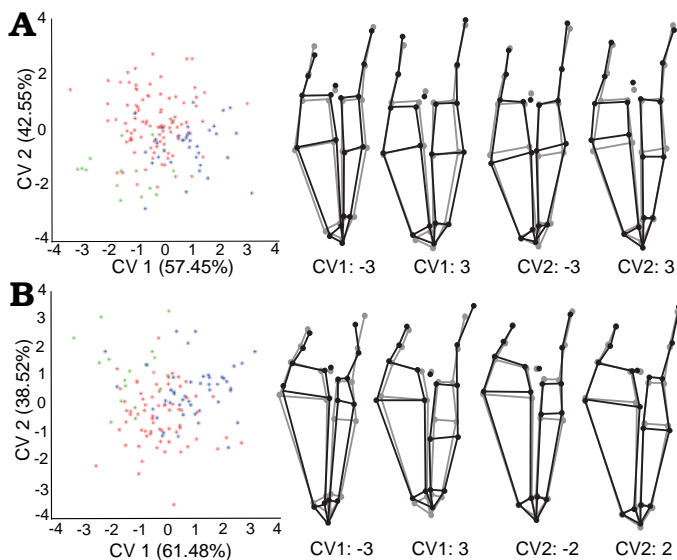 A
4
2
0
-2
-4
CV 2 (42.55%)
-4 -3 -2 -1 0 1 2 3 4
CV 1 (57.45%)
CV1: -3 CV1: 3 CV2: -3 CV2: 3
B
4
3
2
1
0
-1
-2
-3
-4
CV 2 (38.52%)
-4 -3 -2 -1 0 1 2 3 4
CV 1 (61.48%)
CV1: -3 CV1: 3 CV2: -2 CV2: 2